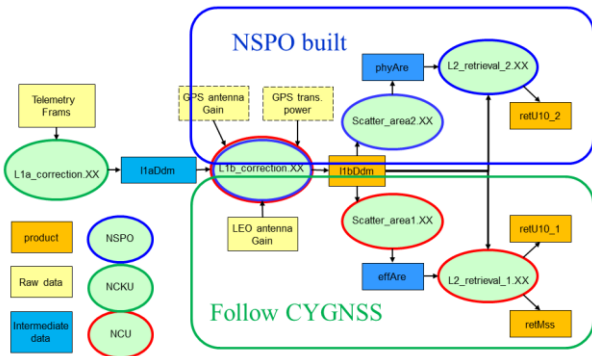 NSPO built
GPS antenna
Gain
GPS trans.
power
phyAre
L2_retrieval_2.XX
Telemetry
Frams
Scatter_area2.XX
retU10_2
L1a_correction.XX
l1aDdm
L1b_correction.XX
l1bDdm
product
NSPO
LEO antenna
Gain
Scatter_area1.XX
retU10_1
Raw data
NCKU
effAre
L2_retrieval_1.XX
Intermediate
data
NCU
Follow CYGNSS
retMss